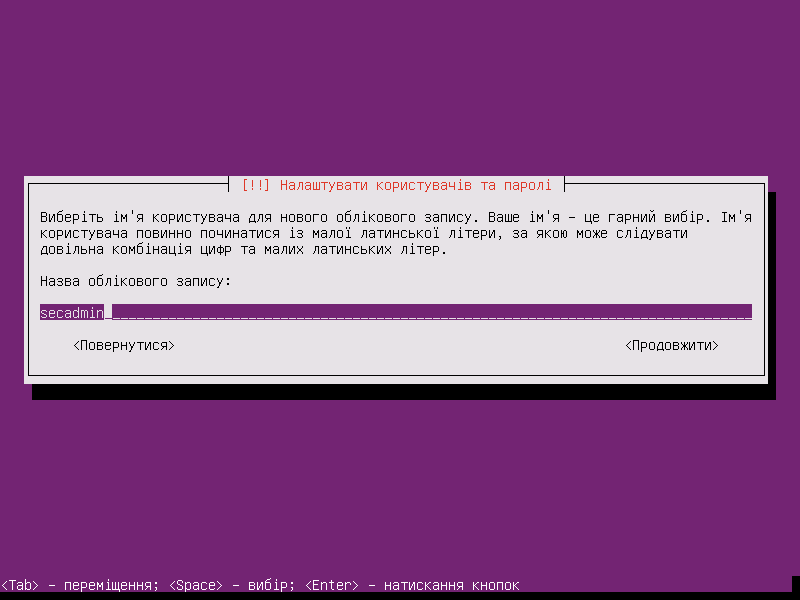 [!!] Налаштувати користувачів та паролі
Виберіть ім'я користувача для нового облікового запису. Ваше ім'я – це гарний вибір. Ім'я
користувача повинно починатися із малої латинської літери, за якою може слідувати
довільна комбінація цифр та малих латинських літер.
Назва облікового запису:
secadmin
<Повернутися> <Продовжити>
<Tab> – переміщення; <Space> – вибір; <Enter> – натискання кнопок